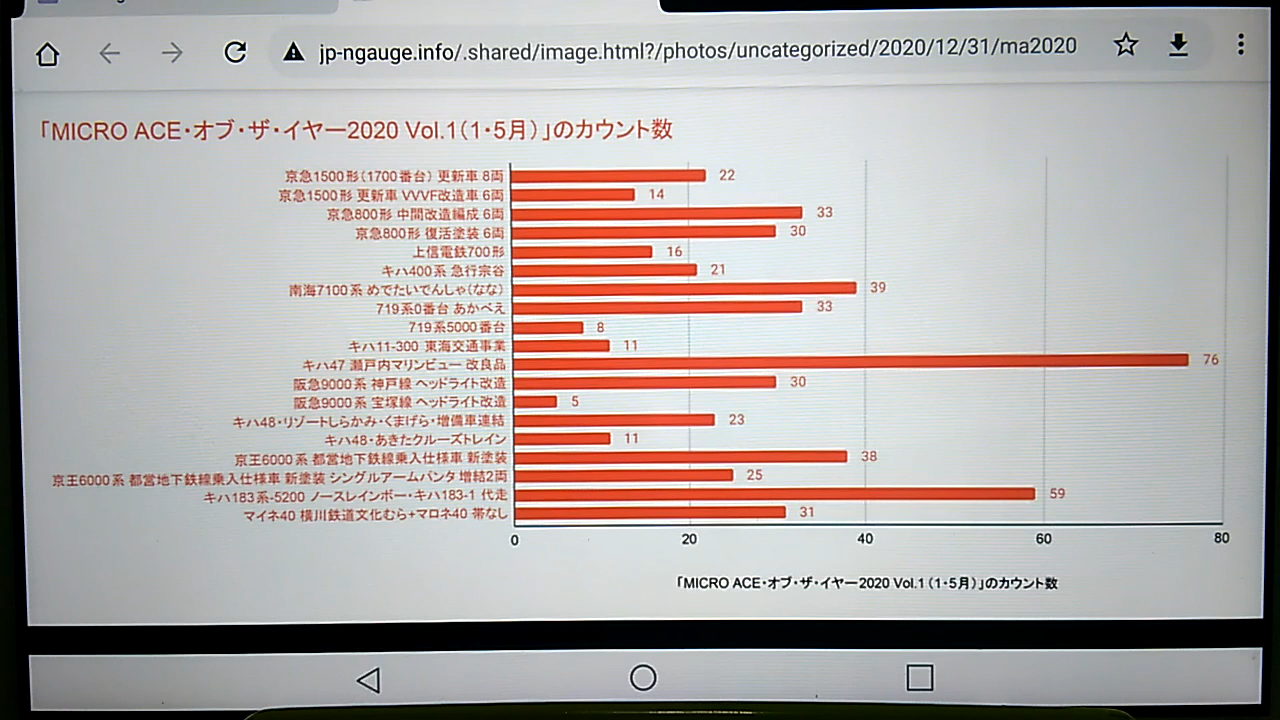 jp-ngauge.info/.shared/image.html?/photos/uncategorized/2020/12/31/ma2020
「MICRO ACE・オブ・ザ・イヤー2020 Vol.1（1・5月）」のカウント数
京急1500形（1700番台） 更新車 8両 22
京急1500形 更新車 VVVF改造車 6両 14
京急800形 中間改造編成 6両 33
京急800形 復活塗装 6両 30
上信電鉄700形 16
キハ400系 急行宗谷 21
南海7100系 めでたいでんしゃ（なな） 39
719系0番台 あかべえ 33
719系5000番台 8
キハ11-300 東海交通事業 11
キハ47 瀬戸内マリンビュー 改良品 76
阪急9000系 神戸線 ヘッドライト改造 30
阪急9000系 宝塚線 ヘッドライト改造 5
キハ48・リゾートしらかみ・くまげら・増備車連結 23
キハ48・あきたクルーズトレイン 11
京王6000系 都営地下鉄線乗入仕様車 新塗装 38
京王6000系 都営地下鉄線乗入仕様車 新塗装 シングルアームパンタ 増結2両 25
キハ183系-5200 ノースレインボー・キハ183-1 代走 59
マイネ40 横川鉄道文化むら+マロネ40 帯なし 31
0 20 40 60 80
「MICRO ACE・オブ・ザ・イヤー2020 Vol.1（1・5月）」のカウント数